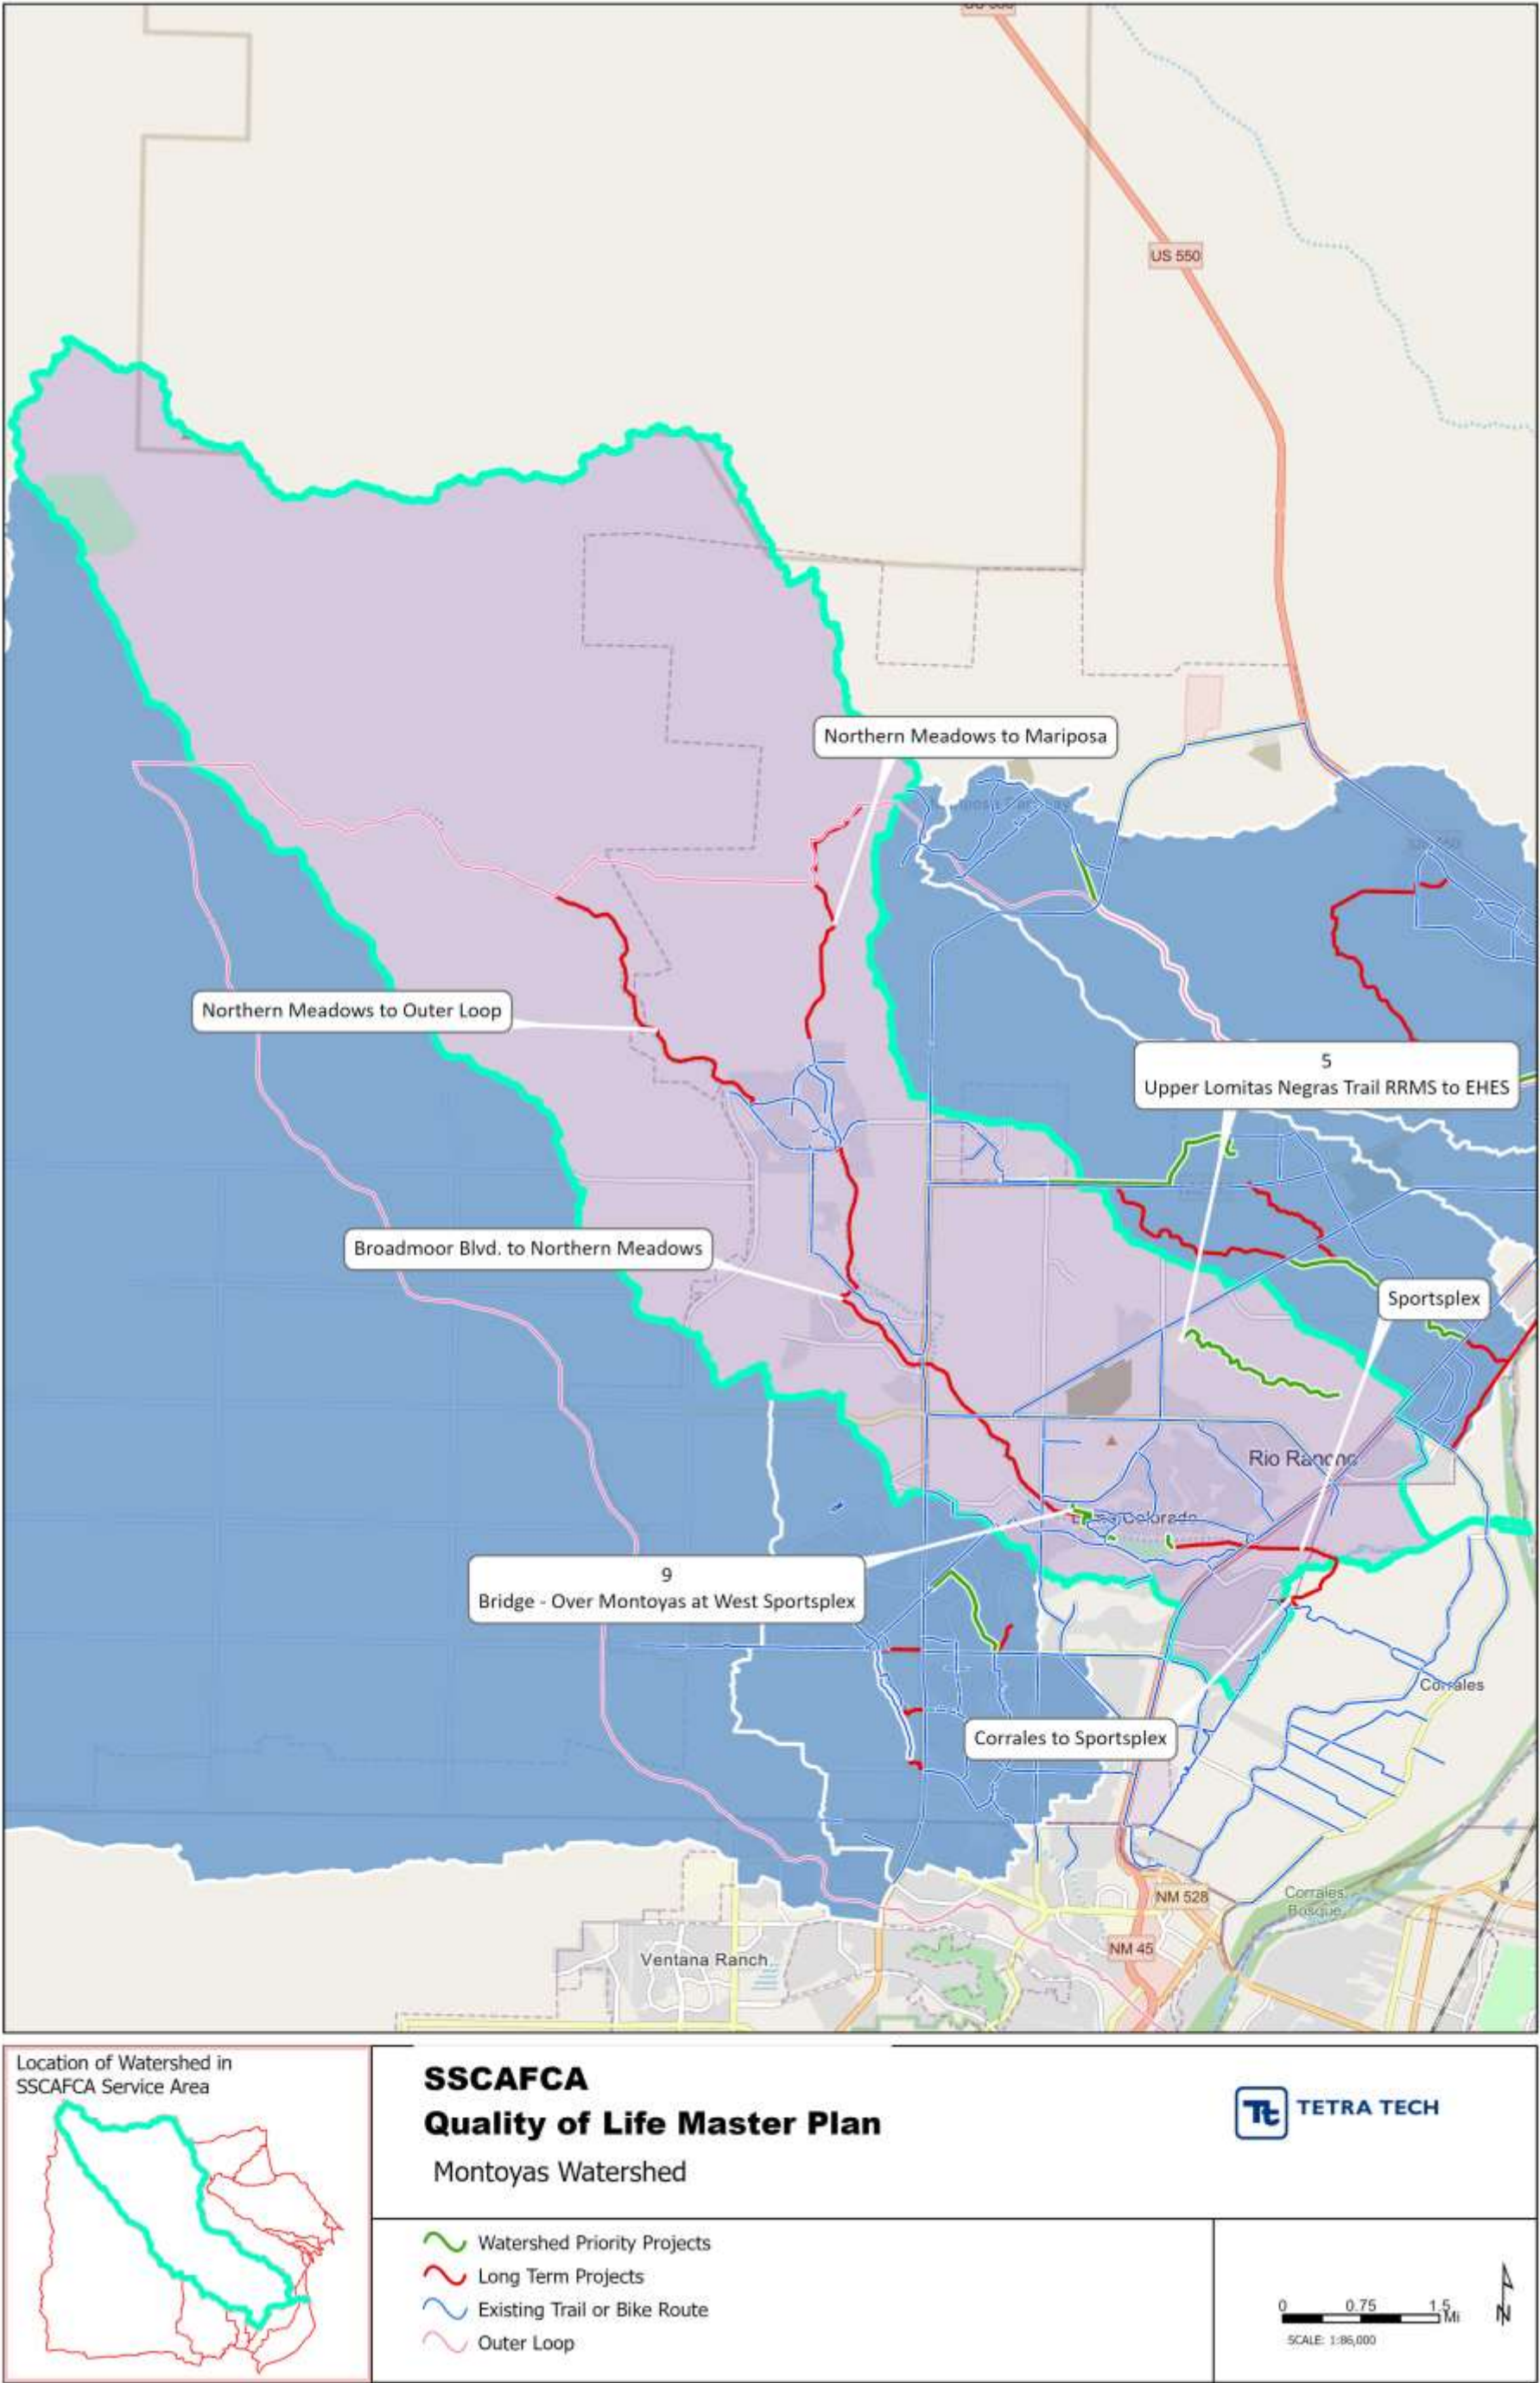 US 550
Northern Meadows to Mariposa
Northern Meadows to Outer Loop
5
Upper Lomitas Negras Trail RRMS to EHES
Broadmoor Blvd. to Northern Meadows
Sportsplex
Rio Rancho
9
Bridge - Over Montoyas at West Sportsplex
Corrales
Corrales to Sportsplex
NM 528
Corrales
Bosque
NM 45
Ventana Ranch
Location of Watershed in
SSCAFCA Service Area
SSCAFCA
Quality of Life Master Plan
Montoyas Watershed
Tt TETRA TECH
Watershed Priority Projects
Long Term Projects
Existing Trail or Bike Route
Outer Loop
0 0.75 1.5
Mi
SCALE: 1:86,000
N